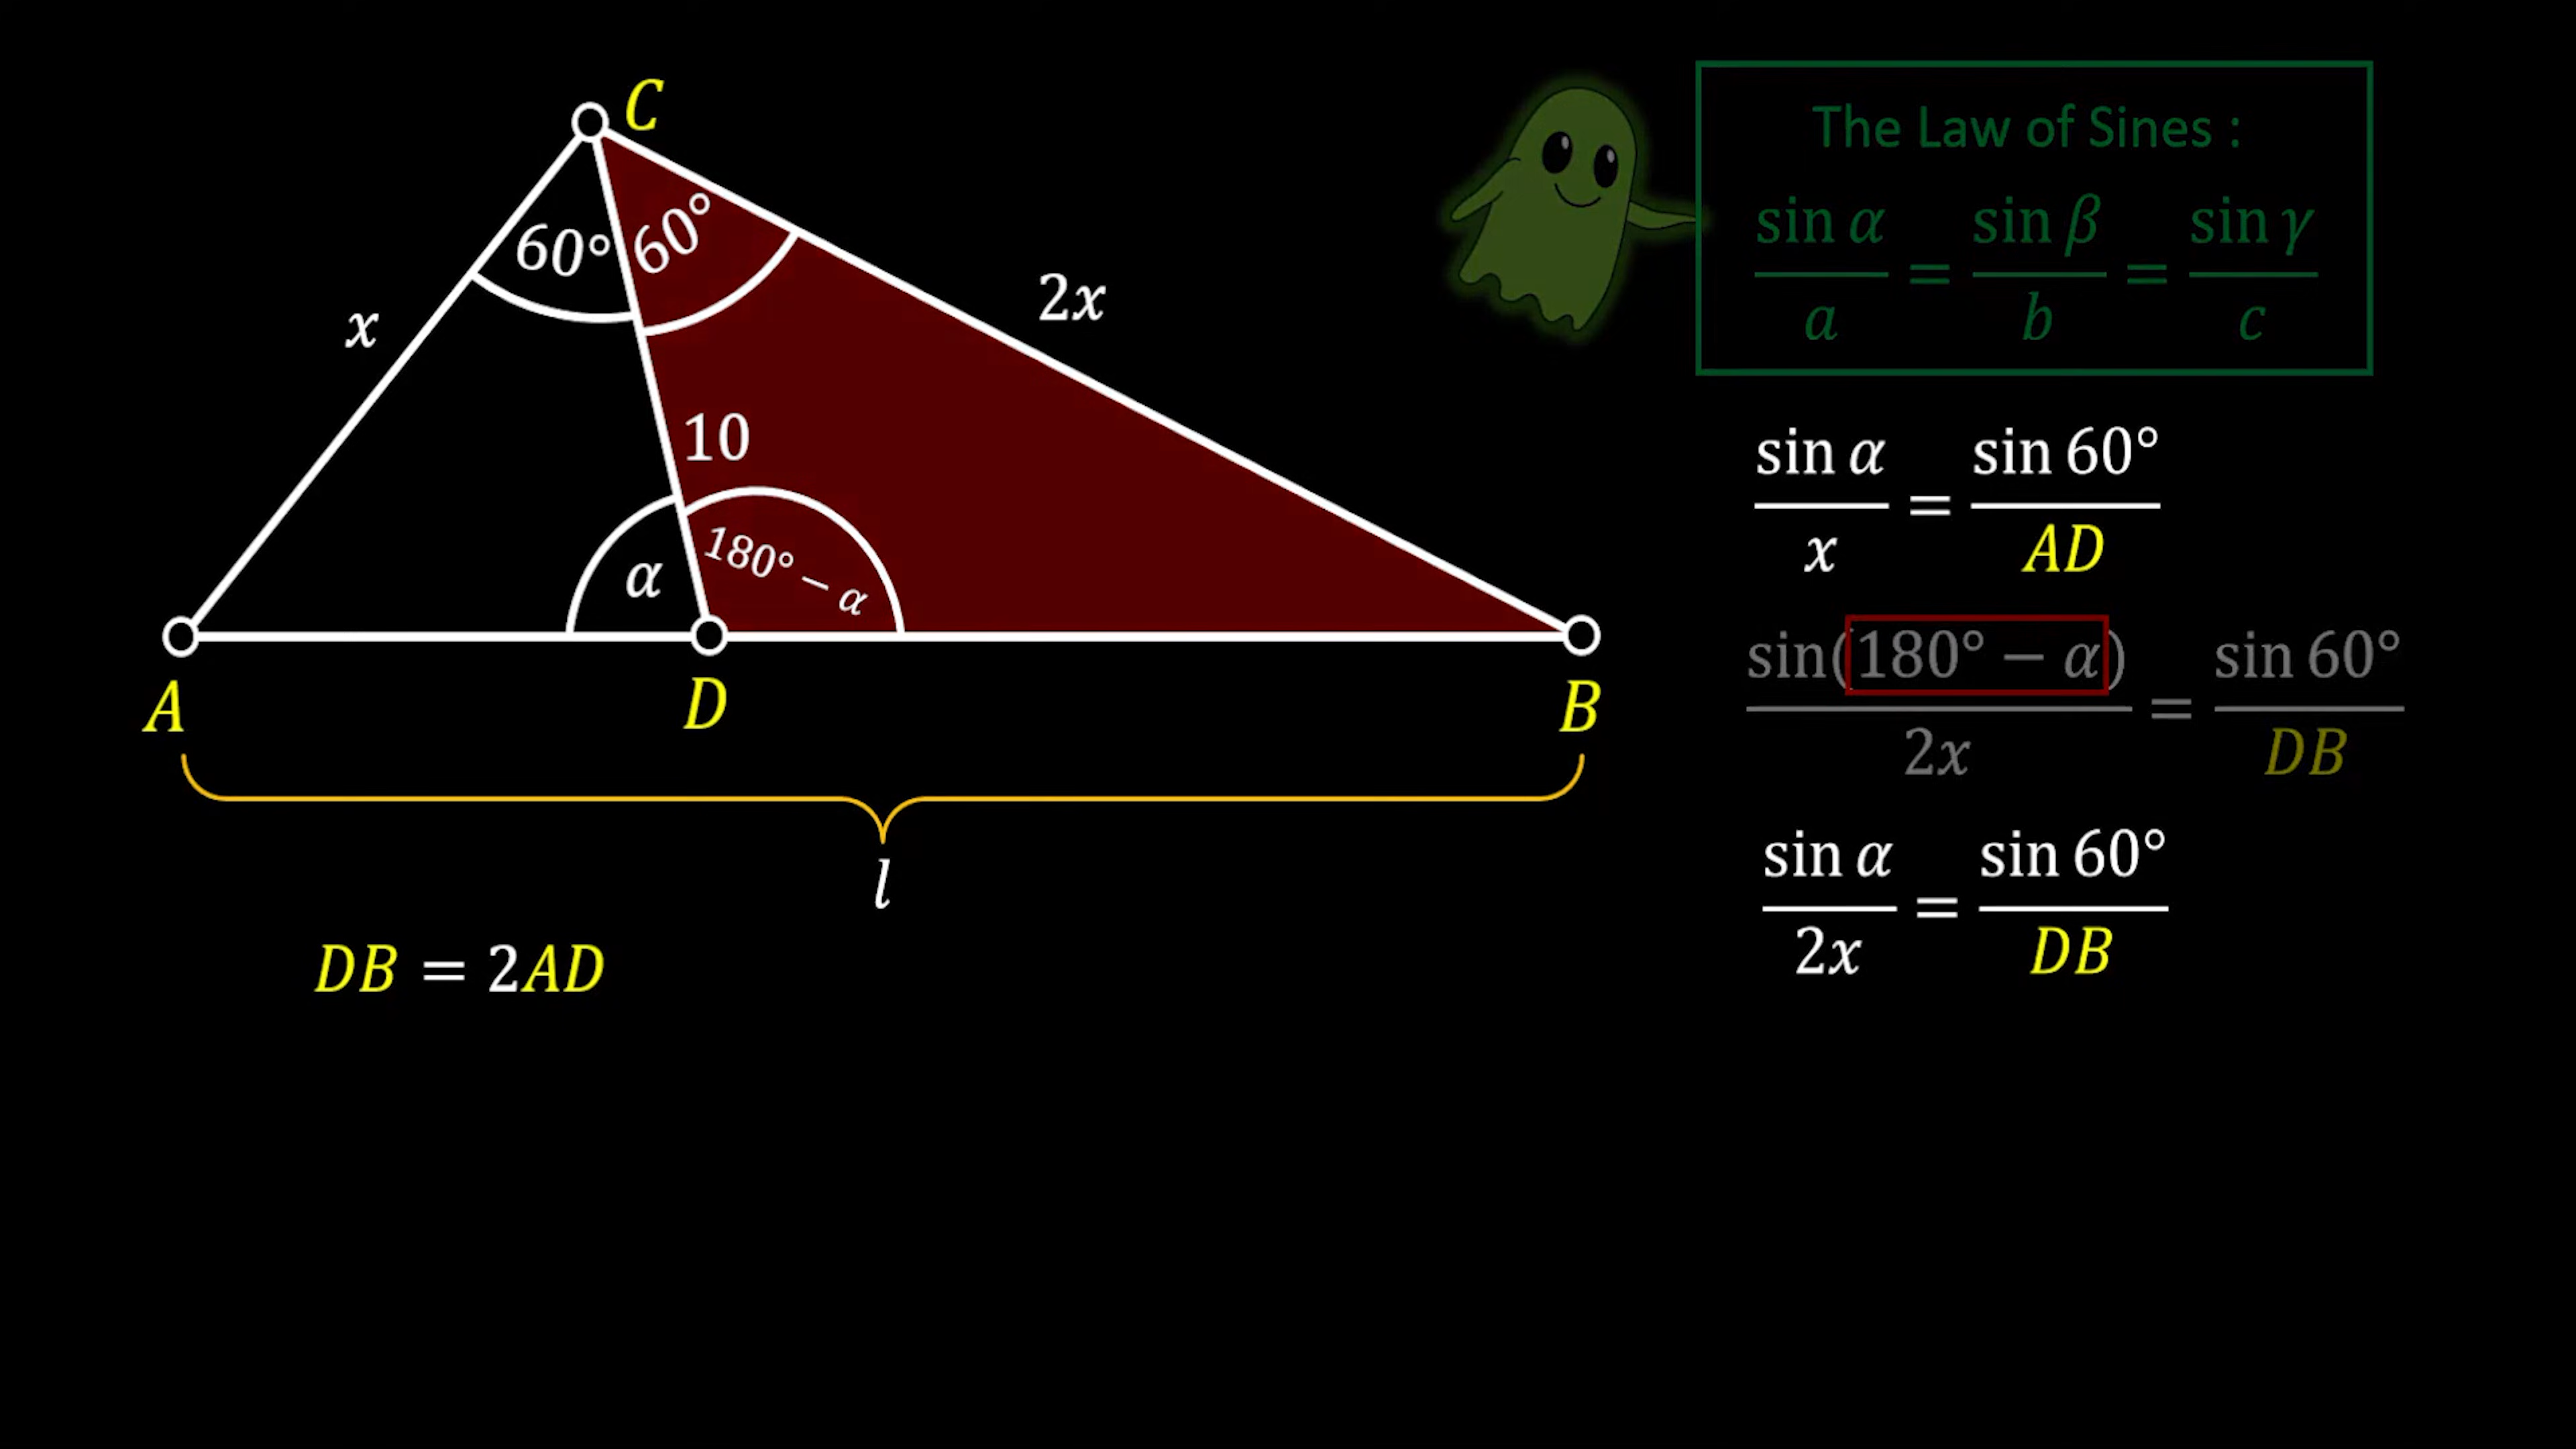 C
60°
60°
x
2x
10
α
180° − α
A
D
B
l
DB = 2AD
The Law of Sines :
sin α / a = sin β / b = sin γ / c
sin α / x = sin 60° / AD
sin(180° − α) / 2x = sin 60° / DB
sin α / 2x = sin 60° / DB